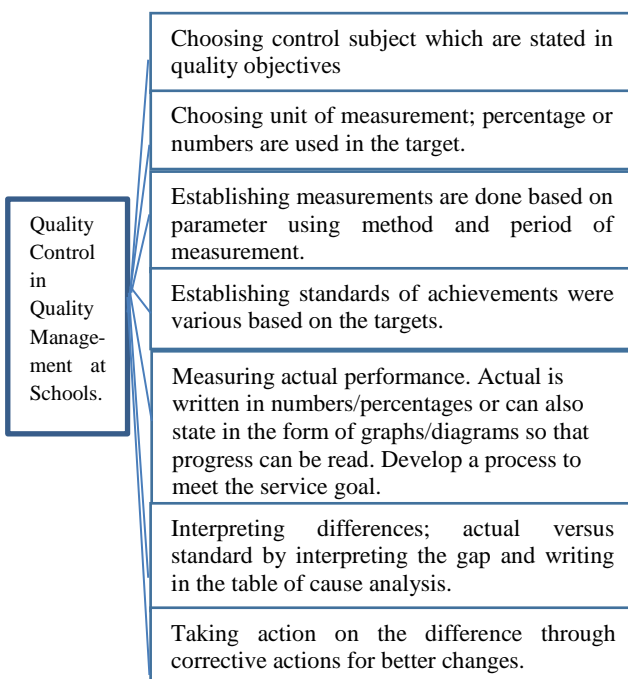 Quality
Control
in
Quality
Manage-
ment at
Schools.
Choosing control subject which are stated in
quality objectives
Choosing unit of measurement; percentage or
numbers are used in the target.
Establishing measurements are done based on
parameter using method and period of
measurement.
Establishing standards of achievements were
various based on the targets.
Measuring actual performance. Actual is
written in numbers/percentages or can also
state in the form of graphs/diagrams so that
progress can be read. Develop a process to
meet the service goal.
Interpreting differences; actual versus
standard by interpreting the gap and writing
in the table of cause analysis.
Taking action on the difference through
corrective actions for better changes.